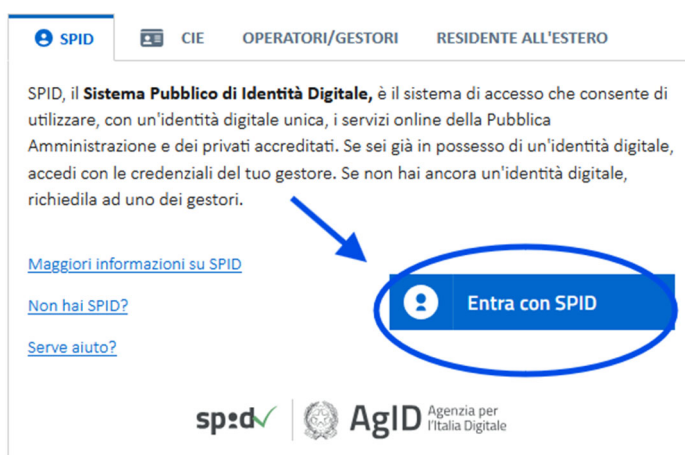 SPID CIE OPERATORI/GESTORI RESIDENTE ALL'ESTERO
SPID, il Sistema Pubblico di Identità Digitale, è il sistema di accesso che consente di
utilizzare, con un'identità digitale unica, i servizi online della Pubblica
Amministrazione e dei privati accreditati. Se sei già in possesso di un'identità digitale,
accedi con le credenziali del tuo gestore. Se non hai ancora un'identità digitale,
richiedila ad uno dei gestori.
Maggiori informazioni su SPID
Non hai SPID?
Entra con SPID
Serve aiuto?
spid AgID Agenzia per
l'Italia Digitale